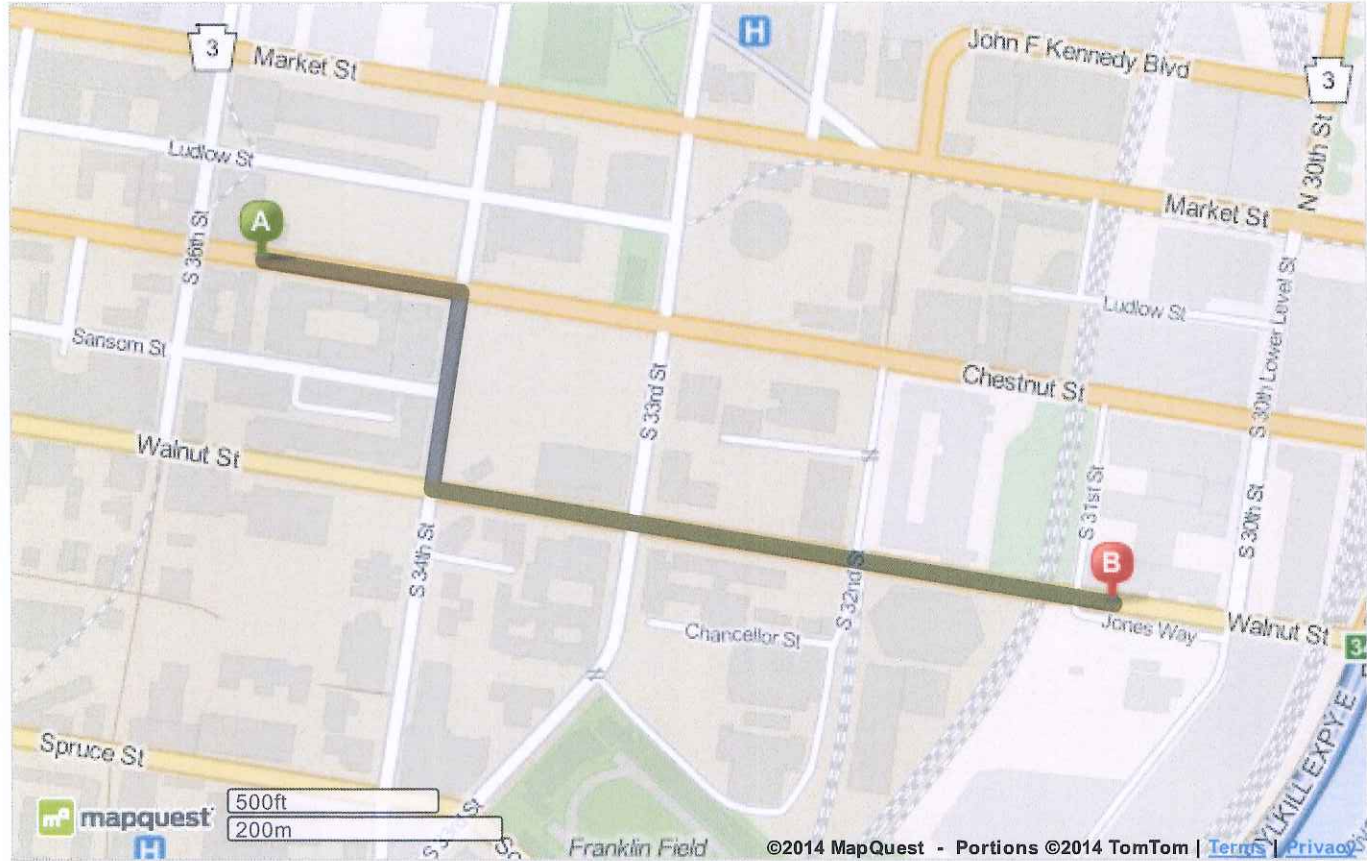 3
Market St
H
John F Kennedy Blvd
3
N 30th St
Ludlow St
A
S 36th St
Market St
S 30th Lower Level St
Ludlow St
Sansom St
Chestnut St
S 33rd St
Walnut St
S 31st St
S 30th St
S 34th St
B
S 32nd St
Jones Way
Walnut St
Chancellor St
Spruce St
mapquest
500ft
200m
H
Franklin Field
©2014 MapQuest - Portions ©2014 TomTom | Terms | Privacy